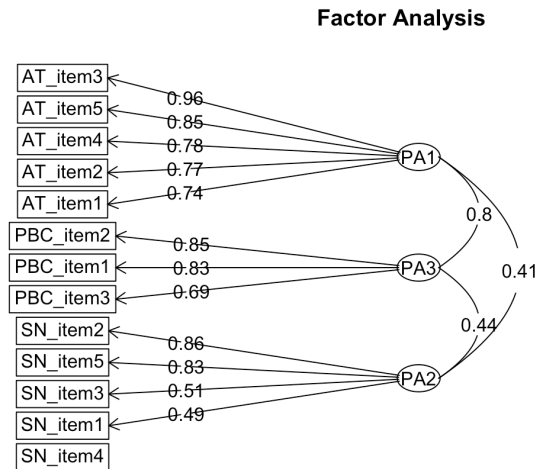 Factor Analysis
AT_item3
0.96
AT_item5
0.85
AT_item4
0.78
PA1
AT_item2
0.77
AT_item1
0.74
0.8
PBC_item2
0.85
PBC_item1
0.83
PA3
0.41
PBC_item3
0.69
SN_item2
0.86
0.44
SN_item5
0.83
PA2
SN_item3
0.51
SN_item1
0.49
SN_item4